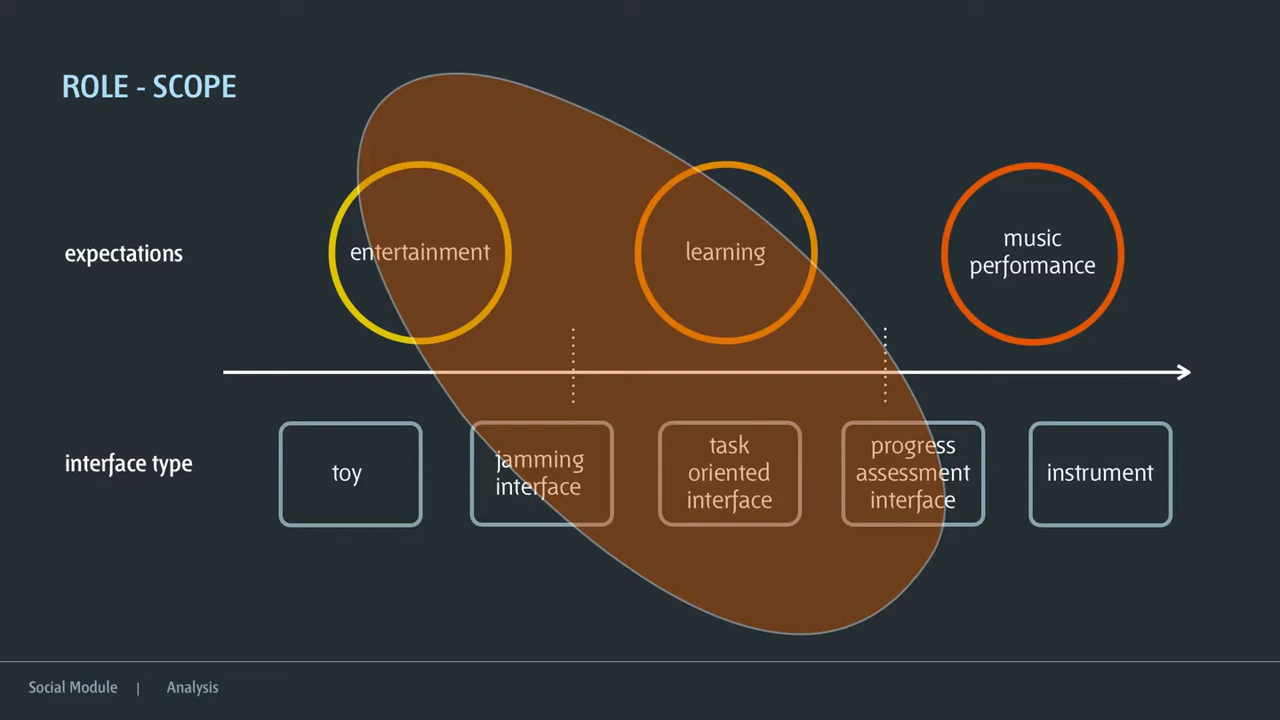 ROLE - SCOPE
expectations
entertainment
learning
music
performance
interface type
toy
jamming
interface
task
oriented
interface
progress
assessment
interface
instrument
Social Module | Analysis